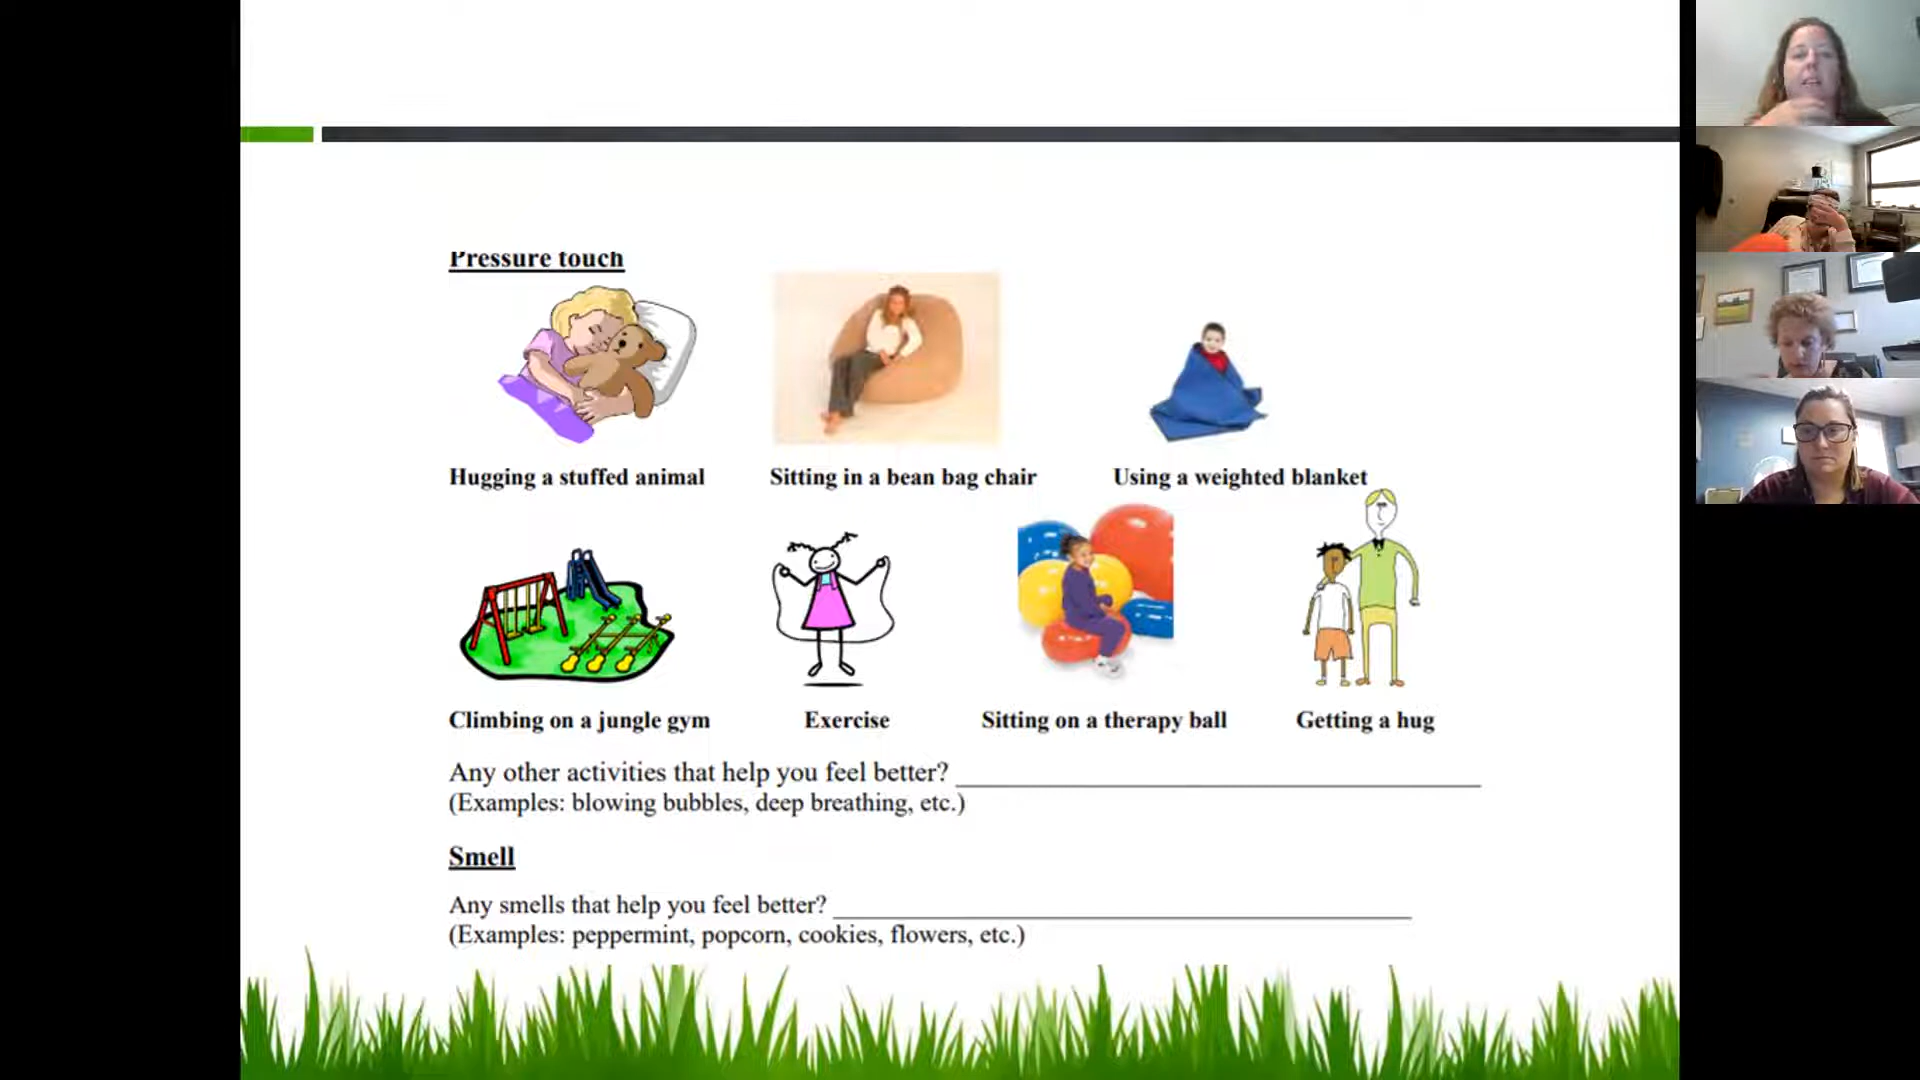 Pressure touch
Hugging a stuffed animal Sitting in a bean bag chair Using a weighted blanket
Climbing on a jungle gym Exercise Sitting on a therapy ball Getting a hug
Any other activities that help you feel better?
(Examples: blowing bubbles, deep breathing, etc.)
Smell
Any smells that help you feel better?
(Examples: peppermint, popcorn, cookies, flowers, etc.)